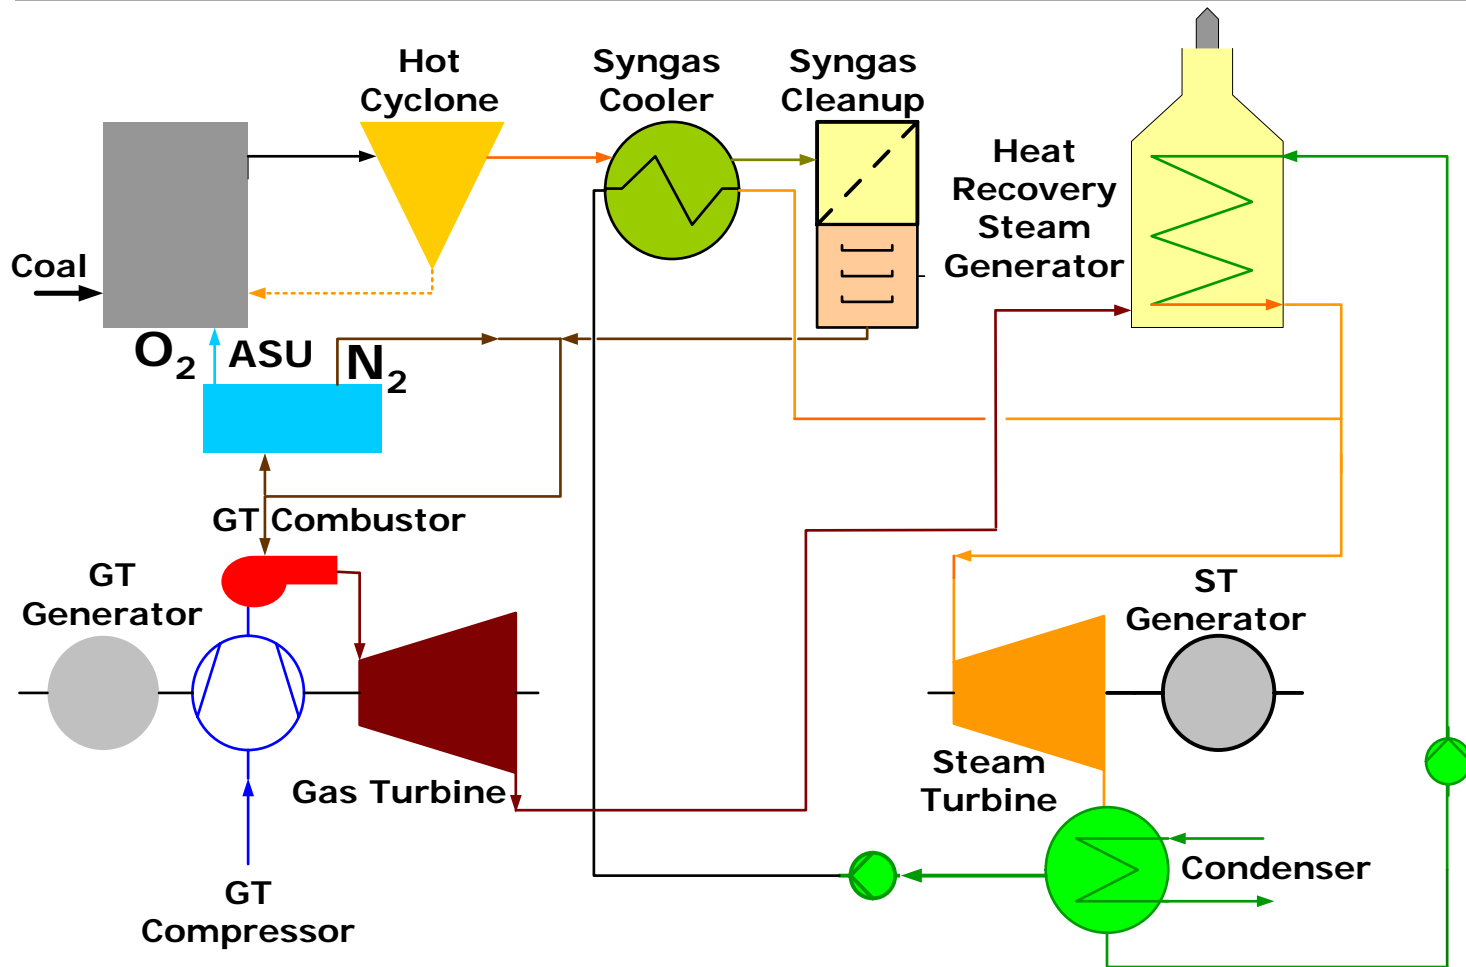 Hot
Cyclone
Syngas
Cooler
Syngas
Cleanup
Heat
Recovery
Steam
Generator
Coal
O2
ASU
N2
GT Combustor
GT
Generator
ST
Generator
Gas Turbine
Steam
Turbine
Condenser
GT
Compressor